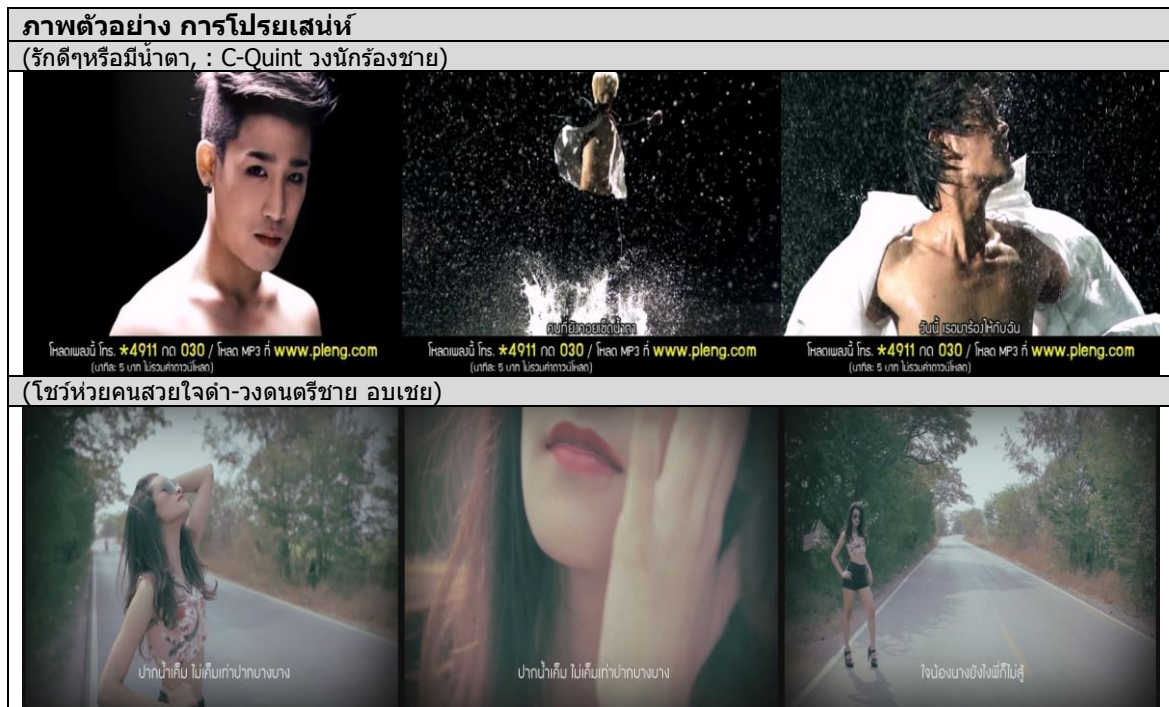 ภาพตัวอย่าง การโปรยเสน่ห์
(รักดีๆหรือมีน้ำตา, : C-Quint วงนักร้องชาย)
โหลดเพลงนี้ โทร. *4911 กด 030 / โหลด MP3 ที่ www.pleng.com
(นาทีละ 5 บาท ไม่รวมค่าดาวน์โหลด)
คนที่ยังคอยเช็ดน้ำตา
โหลดเพลงนี้ โทร. *4911 กด 030 / โหลด MP3 ที่ www.pleng.com
(นาทีละ 5 บาท ไม่รวมค่าดาวน์โหลด)
วันนี้ เธอมาร้องไห้กับฉัน
โหลดเพลงนี้ โทร. *4911 กด 030 / โหลด MP3 ที่ www.pleng.com
(นาทีละ 5 บาท ไม่รวมค่าดาวน์โหลด)
(โชว์ห่วยคนสวยใจดำ-วงดนตรีชาย อบเชย)
ปากน้ำเค็ม ไม่เค็มเท่าปากบางบาง
ปากน้ำเค็ม ไม่เค็มเท่าปากบางบาง
ใจน้องนางยังไงพี่ก็ไม่สู้